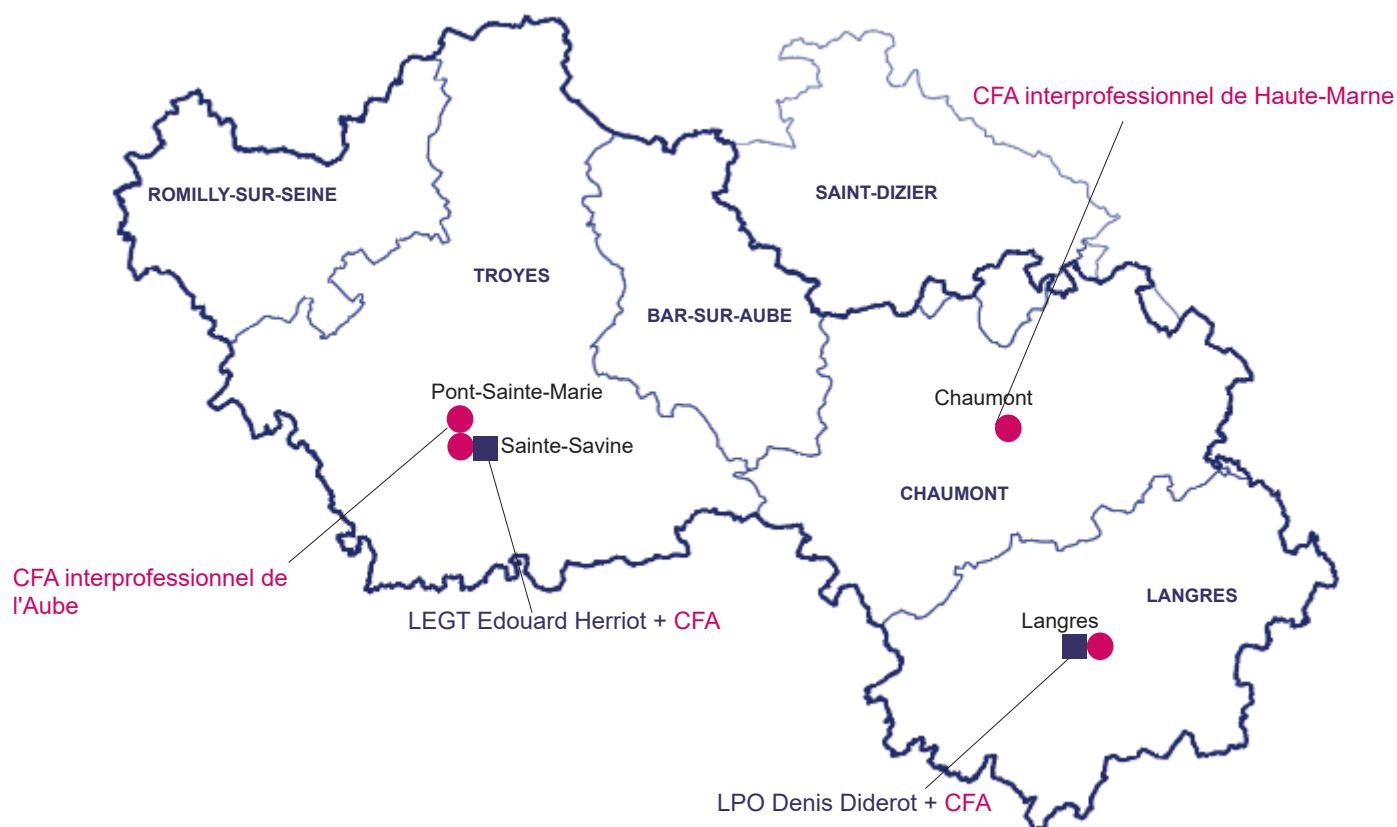 CFA interprofessionnel de Haute-Marne
ROMILLY-SUR-SEINE
SAINT-DIZIER
TROYES
BAR-SUR-AUBE
Pont-Sainte-Marie
Chaumont
Sainte-Savine
CHAUMONT
CFA interprofessionnel de
l'Aube
LEGT Edouard Herriot + CFA
LANGRES
Langres
LPO Denis Diderot + CFA